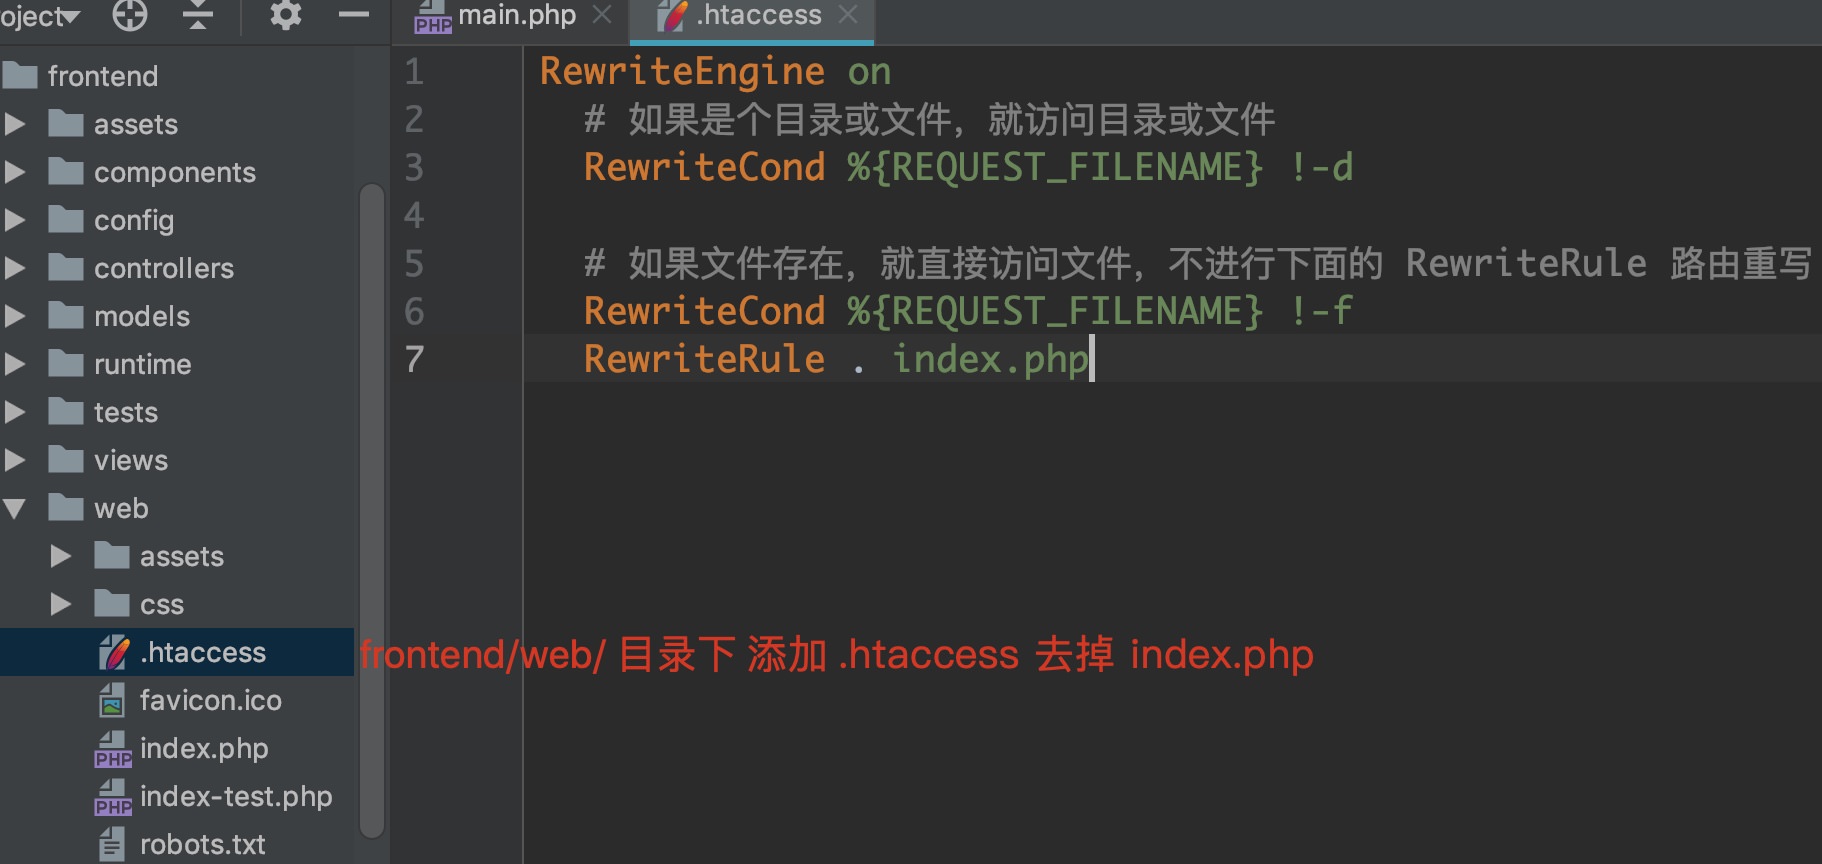 roject
main.php
.htaccess
frontend
assets
components
config
controllers
models
runtime
tests
views
web
assets
css
.htaccess
favicon.ico
PHP index.php
PHP index-test.php
robots.txt
1 RewriteEngine on
2 # 如果是个目录或文件，就访问目录或文件
3 RewriteCond %{REQUEST_FILENAME} !-d
4
5 # 如果文件存在，就直接访问文件，不进行下面的 RewriteRule 路由重写
6 RewriteCond %{REQUEST_FILENAME} !-f
7 RewriteRule . index.php
frontend/web/ 目录下 添加 .htaccess 去掉 index.php